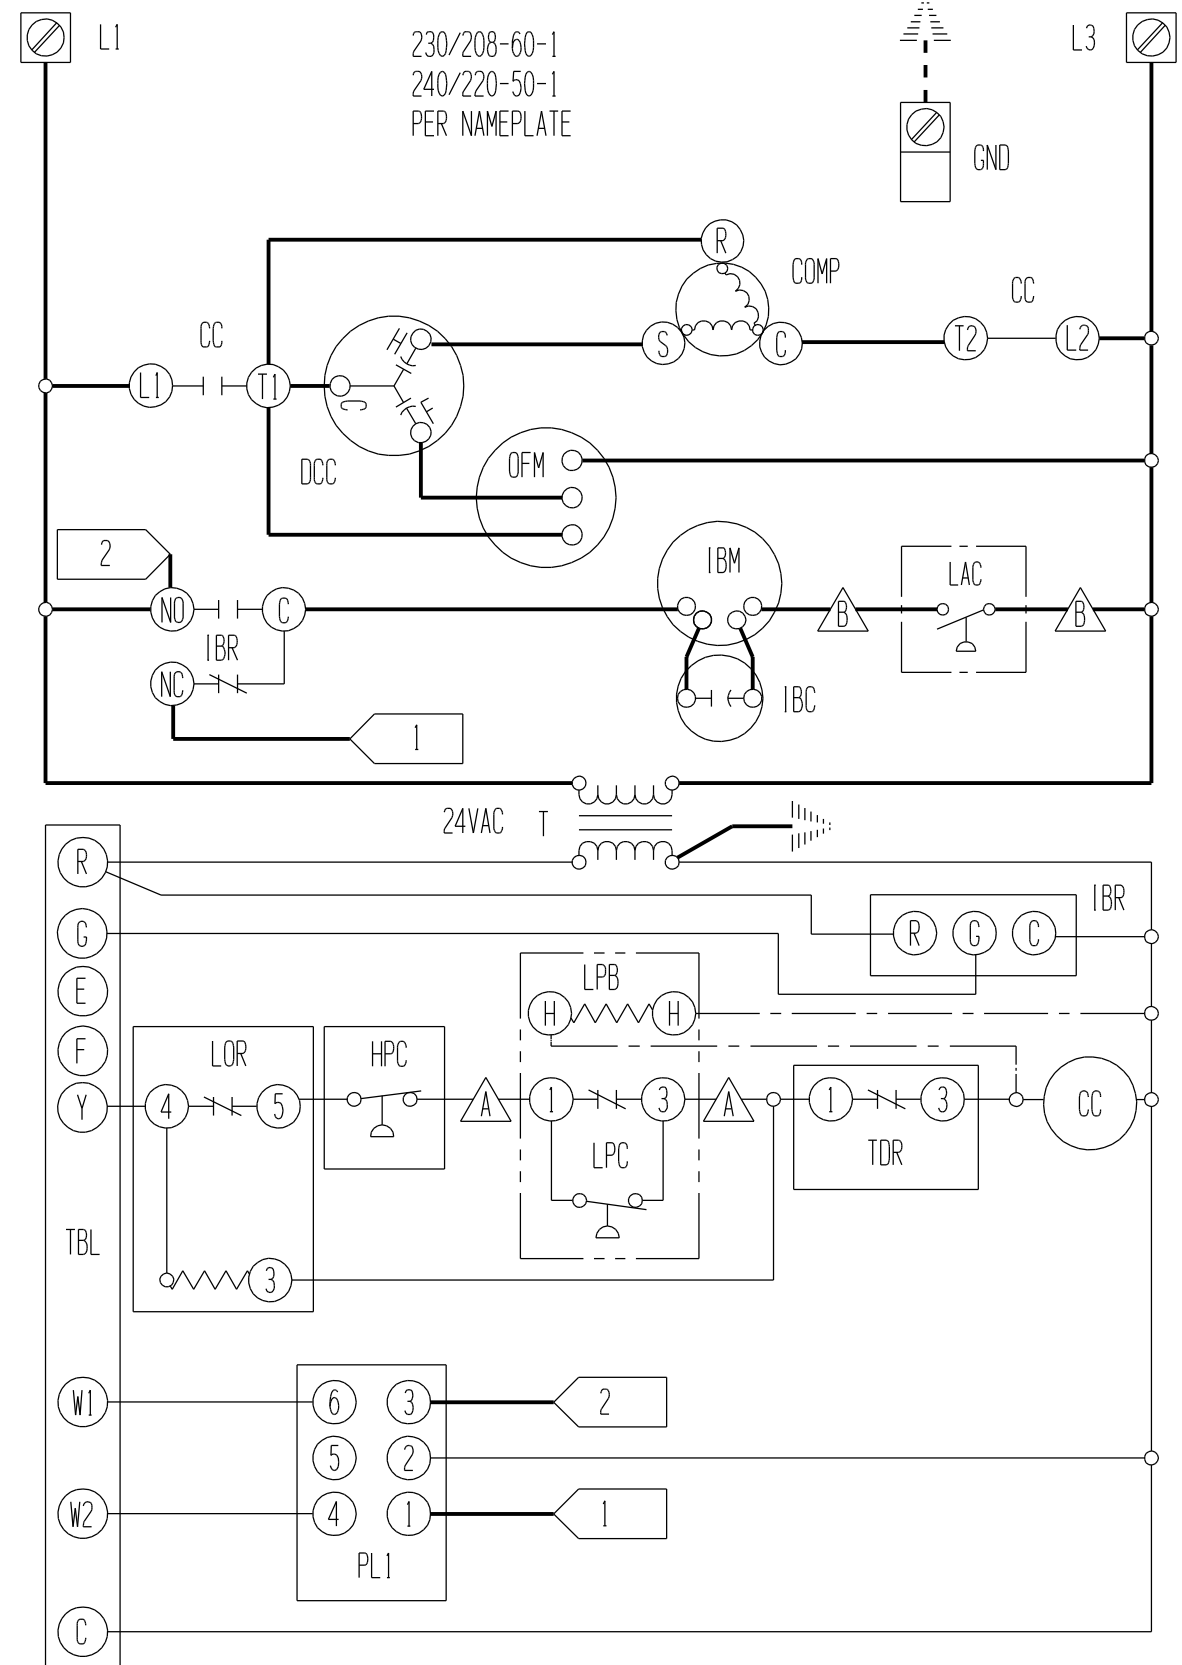 L1
230/208-60-1
L3
240/220-50-1
PER NAMEPLATE
GND
R
COMP
CC
CC
H
S
C
T2
L2
L1
T1
C
F
DCC
OFM
2
IBM
LAC
NO
C
B
B
IBR
NC
IBC
1
24VAC
T
R
IBR
G
R
G
C
LPB
E
H
H
F
LOR
HPC
Y
4
5
A
1
3
A
1
3
CC
LPC
TDR
TBL
3
W1
6
3
2
5
2
W2
4
1
1
PL1
C